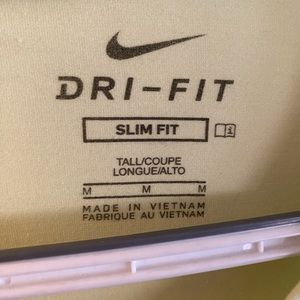 DRI-FIT
SLIM FIT
TALL/COUPE
LONGUE/ALTO
M M M
MADE IN VIETNAM
FABRIQUE AU VIETNAM